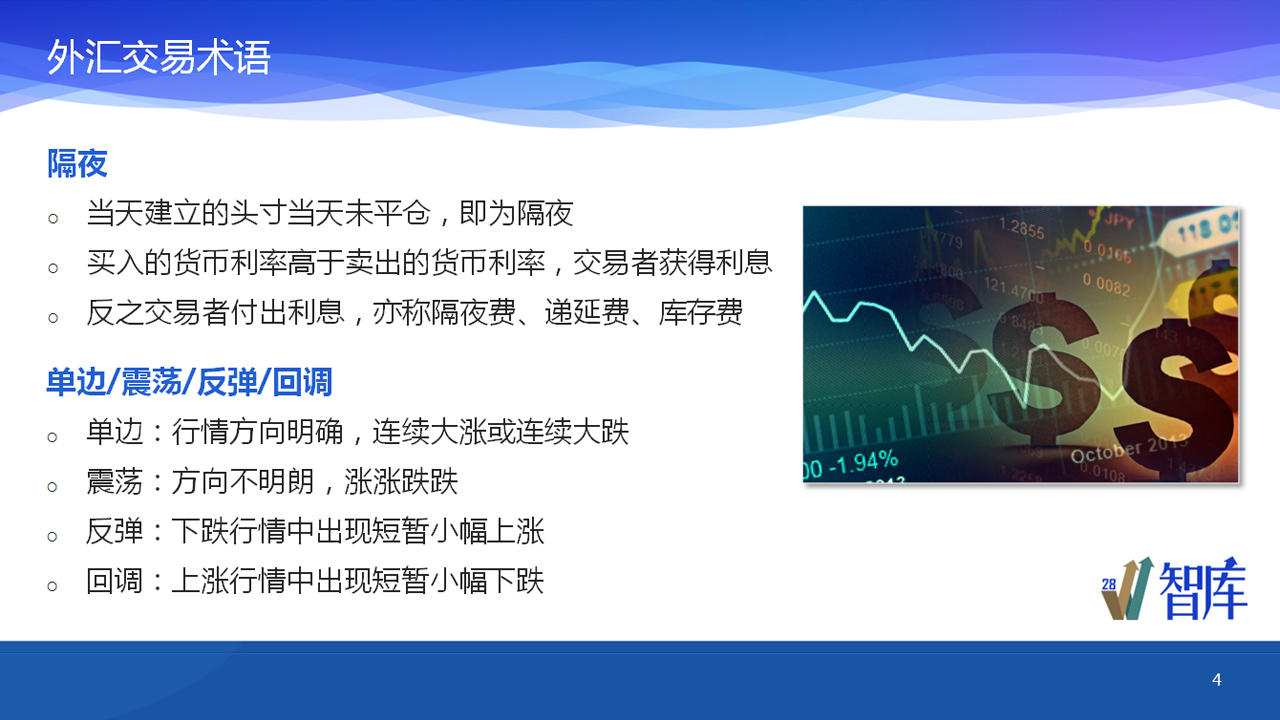 外汇交易术语
隔夜
当天建立的头寸当天未平仓，即为隔夜
买入的货币利率高于卖出的货币利率，交易者获得利息
反之交易者付出利息，亦称隔夜费、递延费、库存费
单边/震荡/反弹/回调
单边：行情方向明确，连续大涨或连续大跌
震荡：方向不明朗，涨涨跌跌
反弹：下跌行情中出现短暂小幅上涨
回调：上涨行情中出现短暂小幅下跌
JPY
1.2855
0.0106
0.0082
121.4700
-1.94%
October 2013
28 智库
4